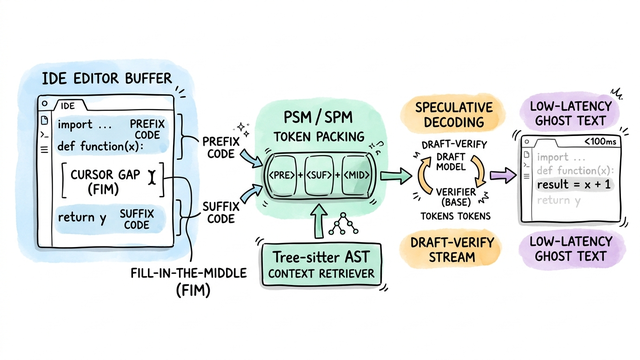 IDE EDITOR BUFFER
IDE
import ...
def function(x):
PREFIX
CODE
CURSOR GAP
(FIM)
return y
SUFFIX
CODE
PREFIX
CODE
SUFFIX
CODE
FILL-IN-THE-MIDDLE
(FIM)
PSM / SPM
TOKEN PACKING
<PRE> + <SUF> + <MID>
Tree-sitter AST
CONTEXT RETRIEVER
SPECULATIVE
DECODING
DRAFT-VERIFY
DRAFT
MODEL
VERIFIER
(BASE)
TOKENS TOKENS
DRAFT-VERIFY
STREAM
LOW-LATENCY
GHOST TEXT
<100ms
import ...
def function(x):
result = x + 1
return y
LOW-LATENCY
GHOST TEXT